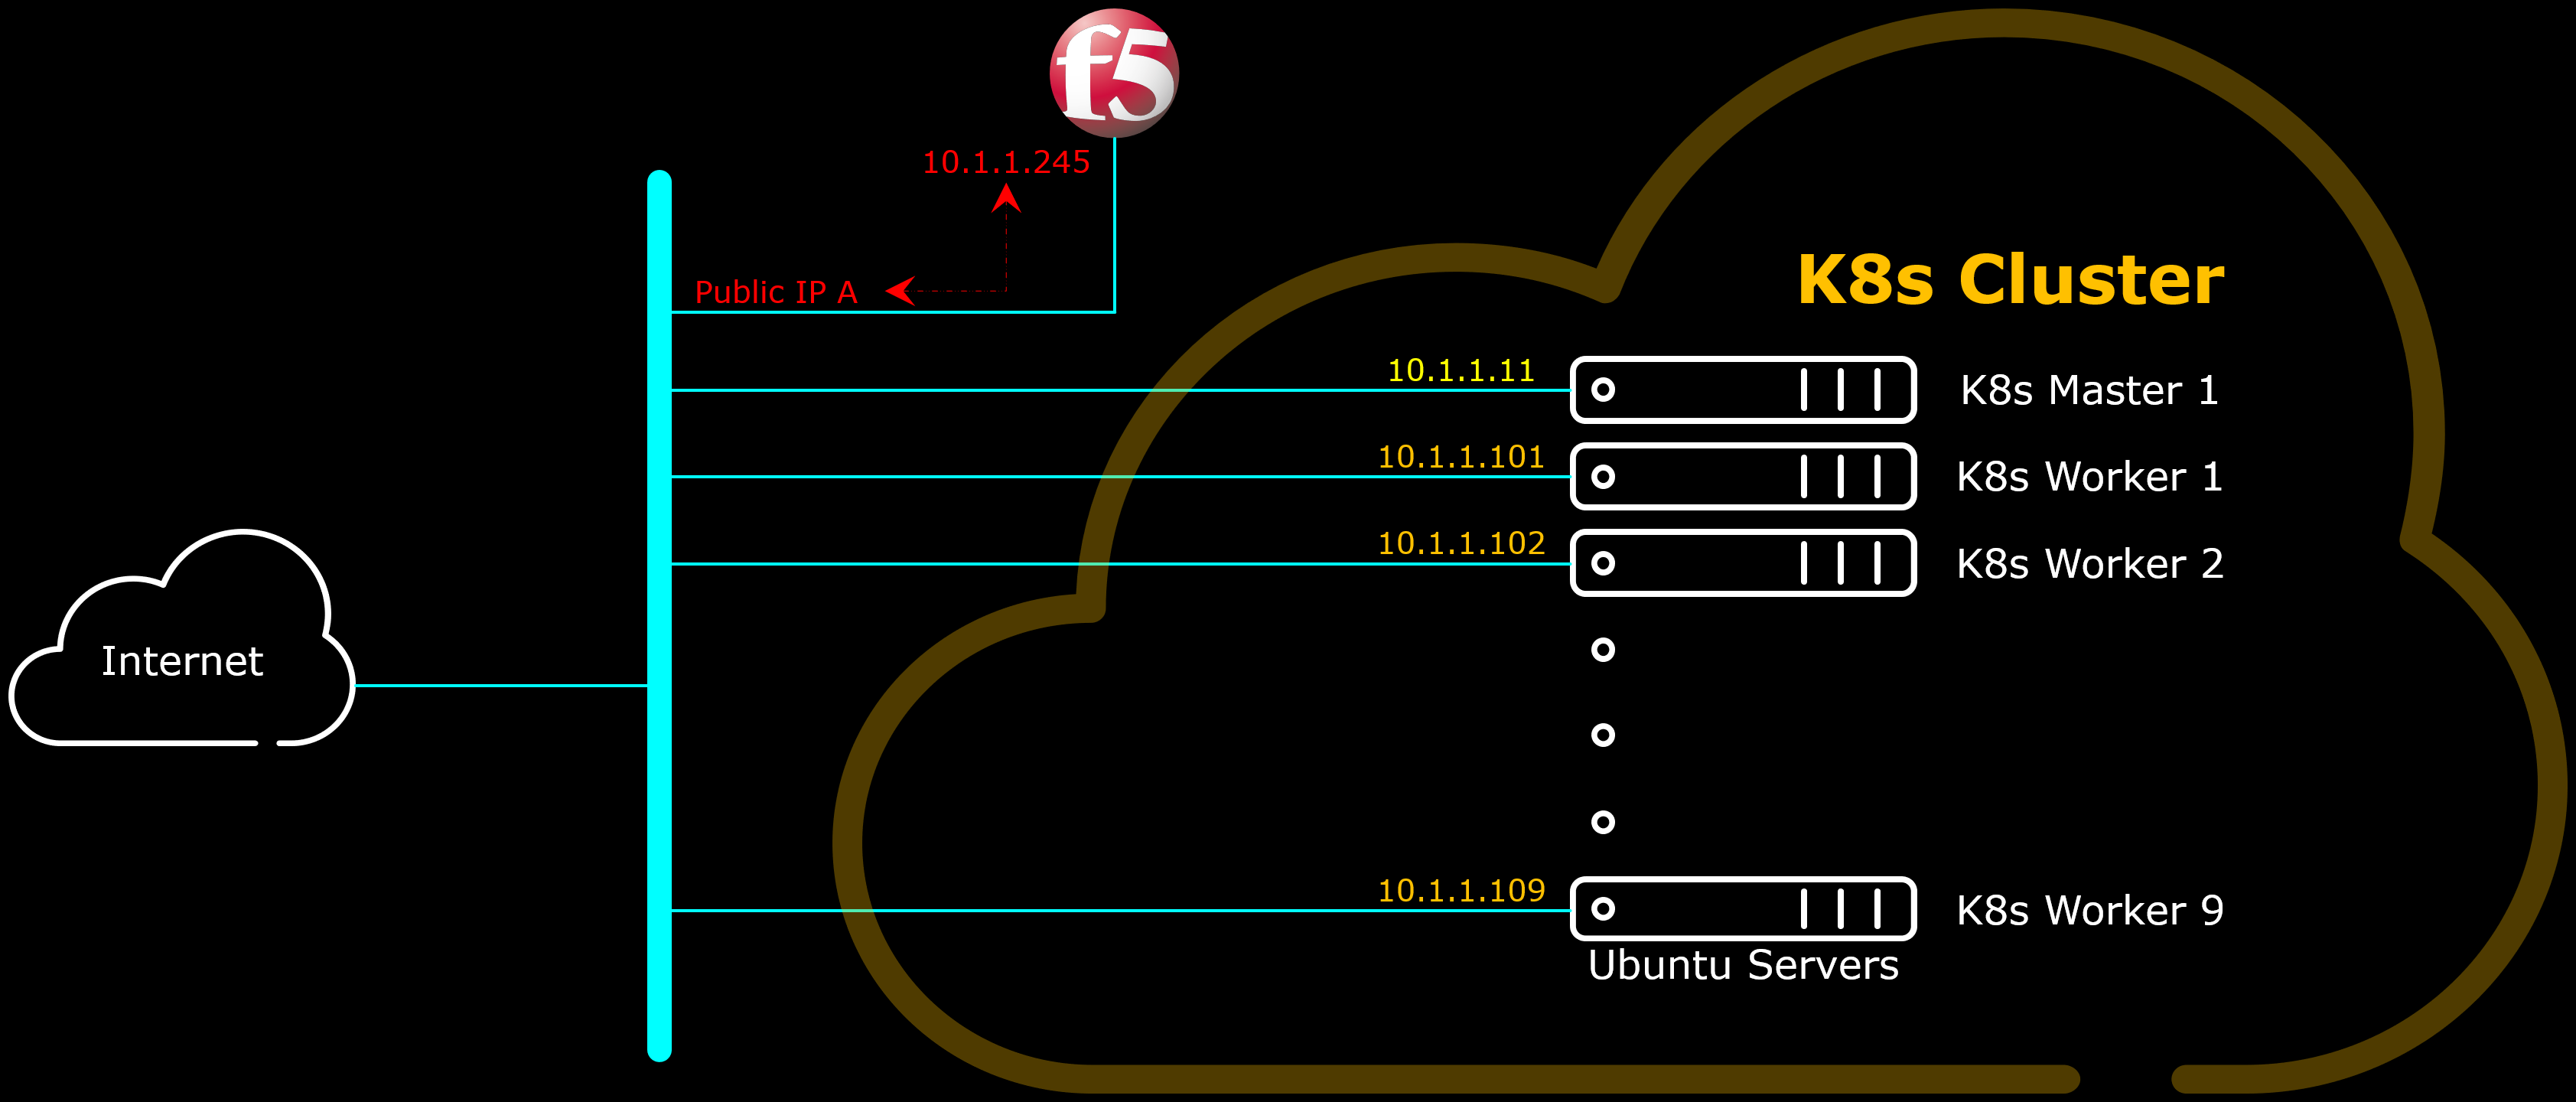 f5
10.1.1.245
Public IP A
K8s Cluster
10.1.1.11
K8s Master 1
10.1.1.101
K8s Worker 1
10.1.1.102
K8s Worker 2
Internet
10.1.1.109
K8s Worker 9
Ubuntu Servers